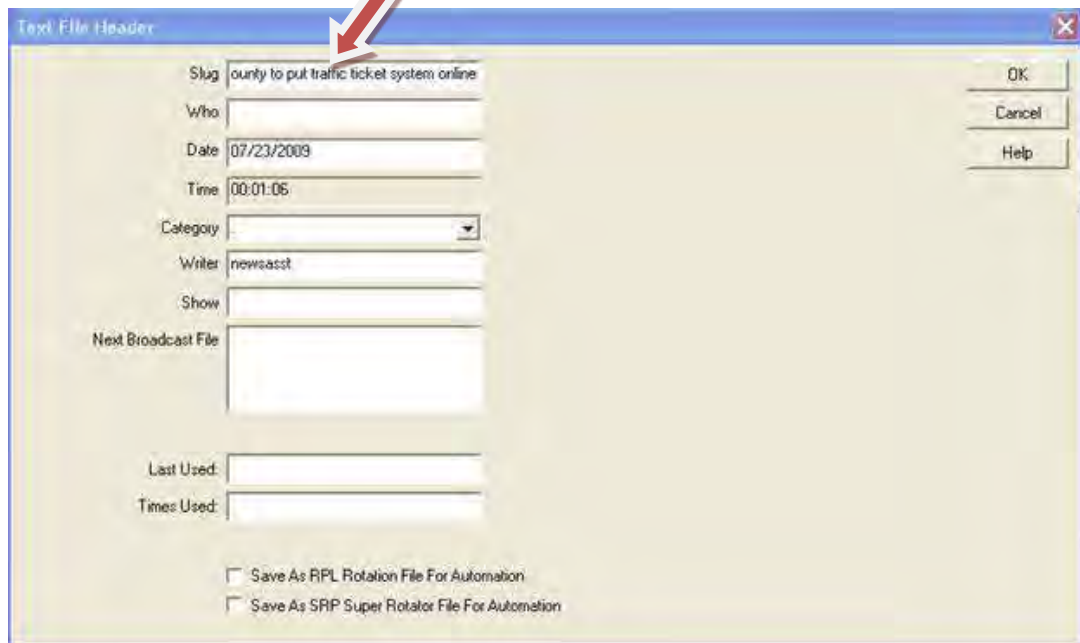 Text File Header
Slug ounty to put traffic ticket system online
OK
Who
Cancel
Date 07/23/2009
Help
Time 00:01:06
Category
Writer newsasst
Show
Next Broadcast File
Last Used:
Times Used:
Save As RPL Rotation File For Automation
Save As SRP Super Rotator File For Automation